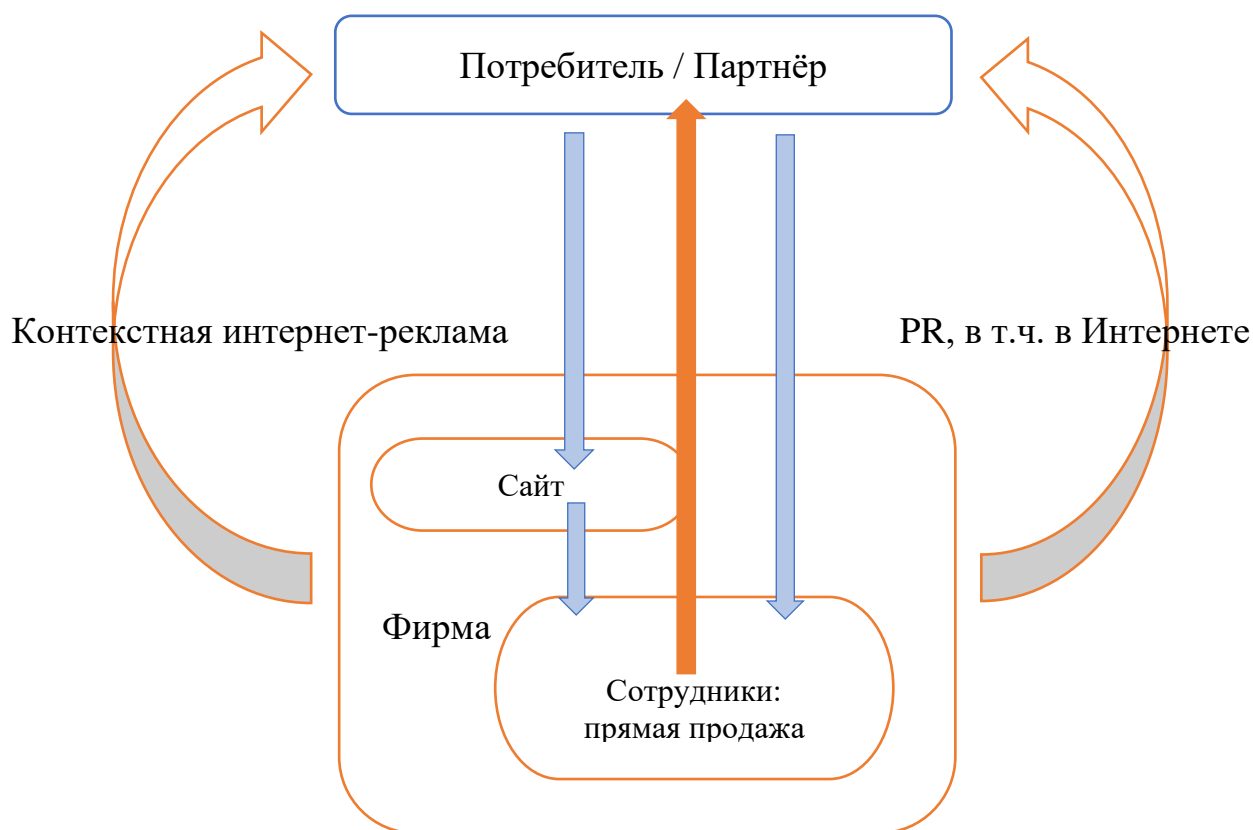 Потребитель / Партнёр
Контекстная интернет-реклама
PR, в т.ч. в Интернете
Сайт
Фирма
Сотрудники:
прямая продажа